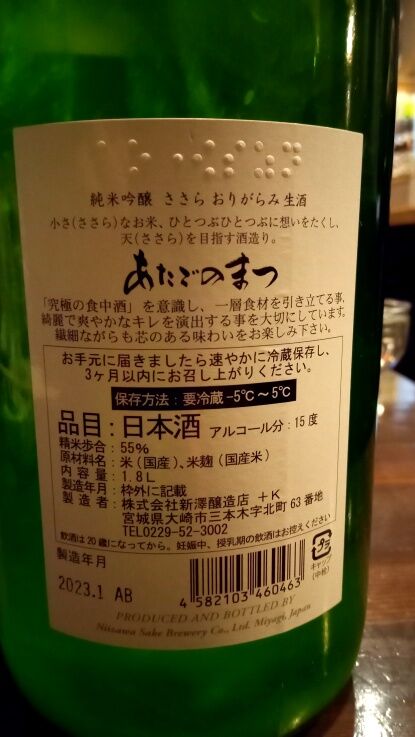 純米吟醸 ささら おりがらみ 生酒
小さ(ささら)なお米、ひとつぶひとつぶに想いをたくし、
天(ささら)を目指す酒造り。
あたごのまつ
「究極の食中酒」を意識し、一層食材を引き立てる事、
綺麗で爽やかなキレを演出する事を大切にしています。
繊細ながらも芯のある味わいをお楽しみ下さい。
お手元に届きましたら速やかに冷蔵保存し、
3ヶ月以内にお召し上がりください。
保存方法:要冷蔵-5℃~5℃
品目:日本酒 アルコール分:15度
精米歩合:55%
原材料名:米(国産)、米麹(国産米)
内容量:1.8L
製造年月:枠外に記載
製造者:株式会社新澤醸造店 +K
宮城県大崎市三本木字北町63番地
TEL0229-52-3002
飲酒は20歳になってから。妊娠中、授乳期の飲酒はお控えください
製造年月
2023.1 AB
4 582103 460463
キャップ
(中栓)
PRODUCED AND BOTTLED BY
Niizawa Sake Brewery Co., Ltd. Miyagi, Japan